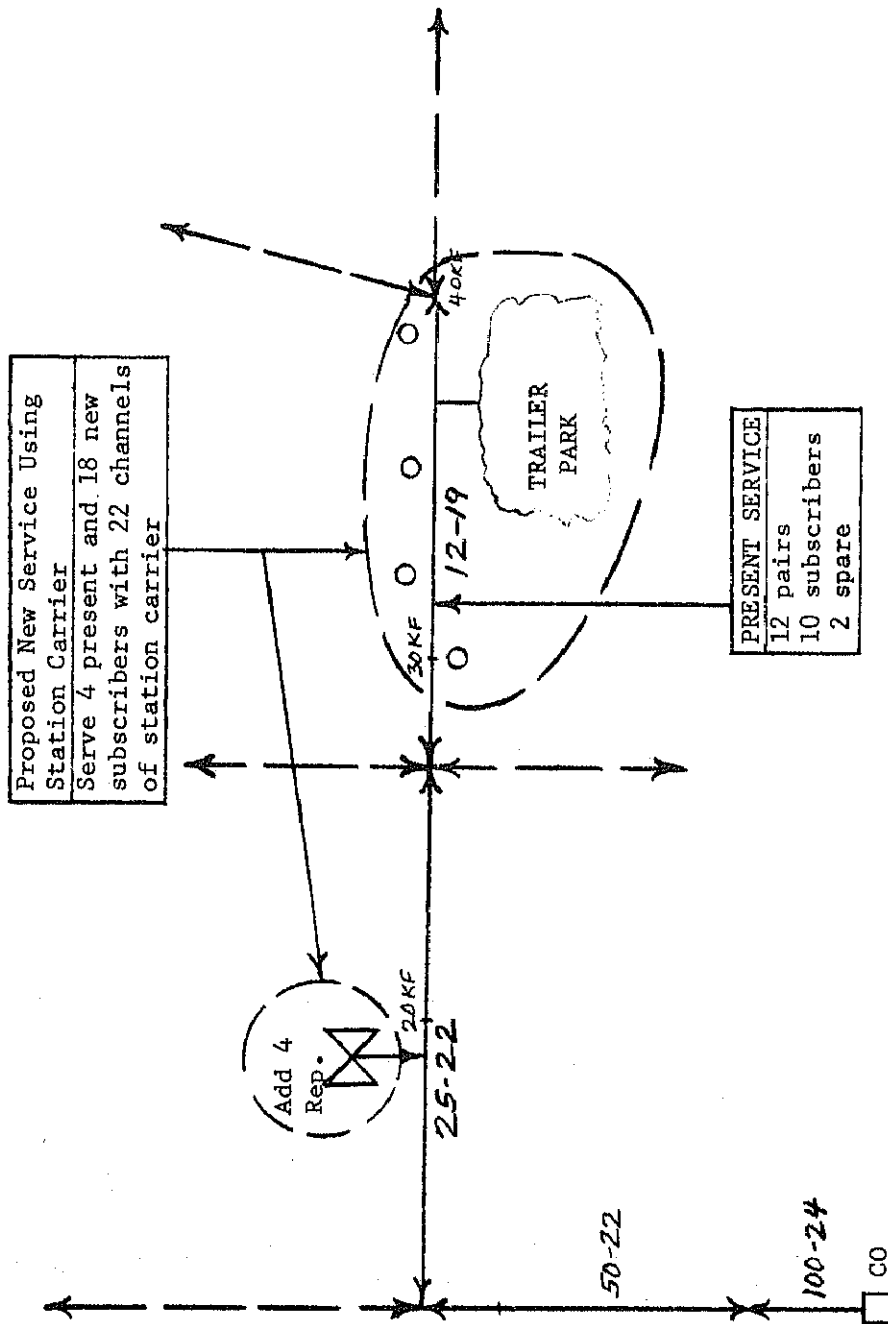 Proposed New Service Using
Station Carrier
Serve 4 present and 18 new
subscribers with 22 channels
of station carrier
Add 4
Rep.
20KF
25-22
30KF
12-19
40KF
TRAILER
PARK
PRESENT SERVICE
12 pairs
10 subscribers
2 spare
50-22
100-24
CO